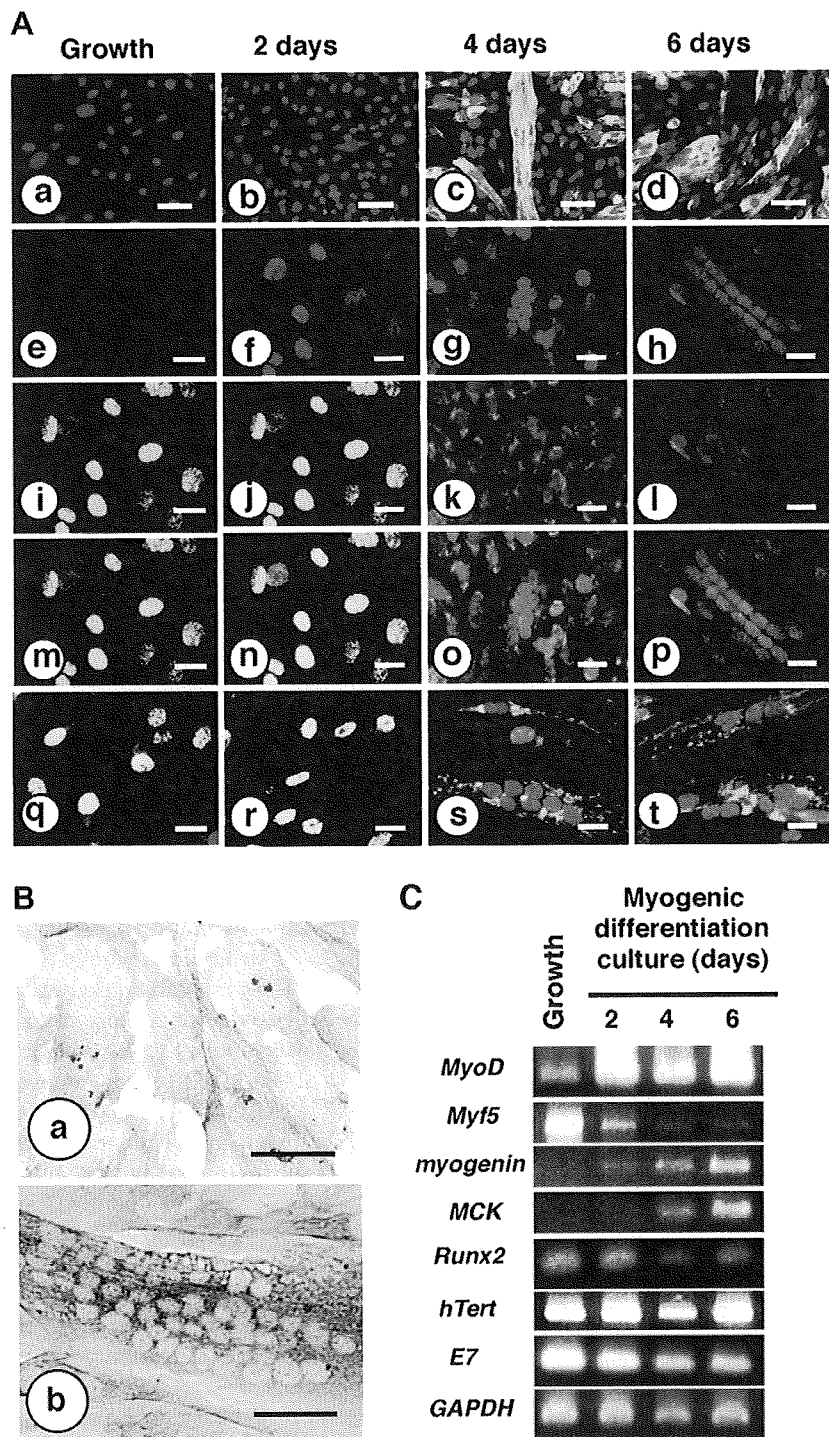 A
Growth 2 days 4 days 6 days
a b c d
e f g h
i j k l
m n o p
q r s t
B
a
b
C
Growth
Myogenic
differentiation
culture (days)
2 4 6
MyoD
Myf5
myogenin
MCK
Runx2
hTert
E7
GAPDH